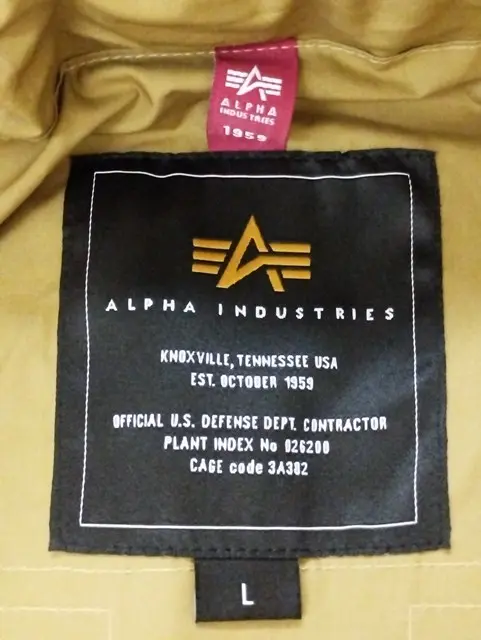 ALPHA
INDUSTRIES
1959
ALPHA INDUSTRIES
KNOXVILLE, TENNESSEE USA
EST. OCTOBER 1959
OFFICIAL U.S. DEFENSE DEPT. CONTRACTOR
PLANT INDEX No 026200
CAGE code 3A382
L